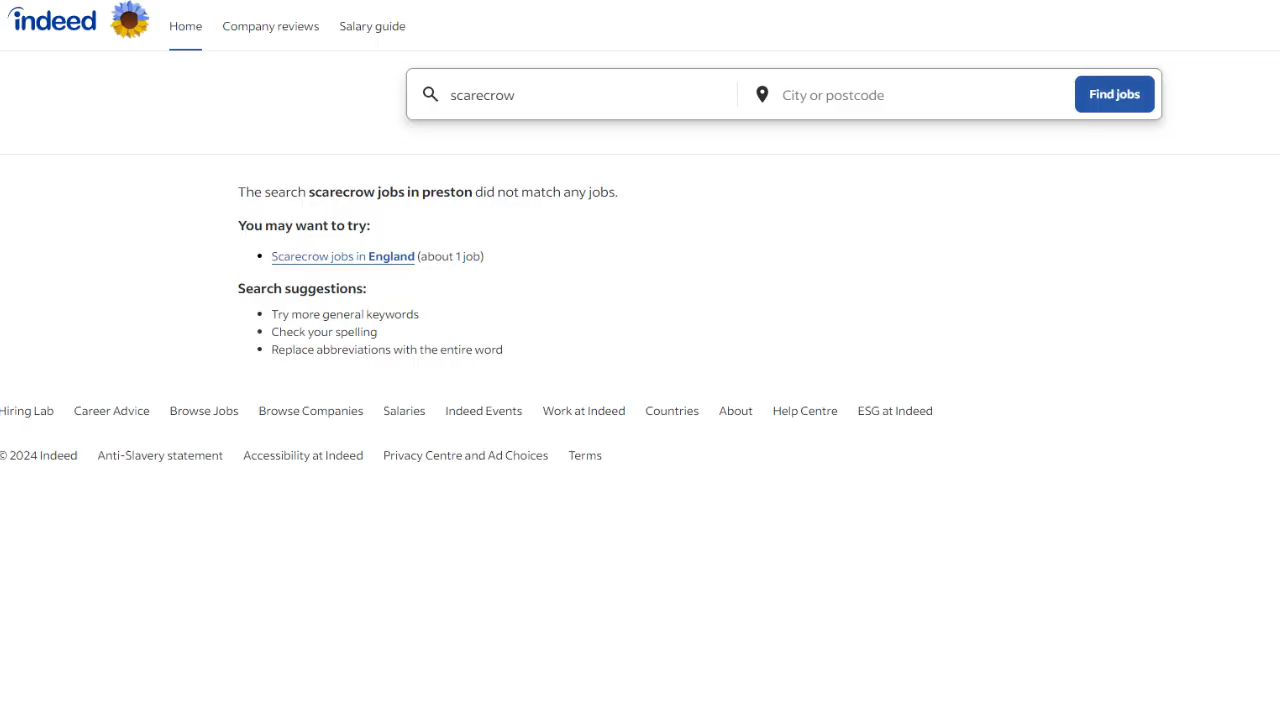 indeed
Home Company reviews Salary guide
scarecrow City or postcode Find jobs
The search scarecrow jobs in preston did not match any jobs.
You may want to try:
Scarecrow jobs in England (about 1 job)
Search suggestions:
Try more general keywords
Check your spelling
Replace abbreviations with the entire word
Hiring Lab Career Advice Browse Jobs Browse Companies Salaries Indeed Events Work at Indeed Countries About Help Centre ESG at Indeed
© 2024 Indeed Anti-Slavery statement Accessibility at Indeed Privacy Centre and Ad Choices Terms